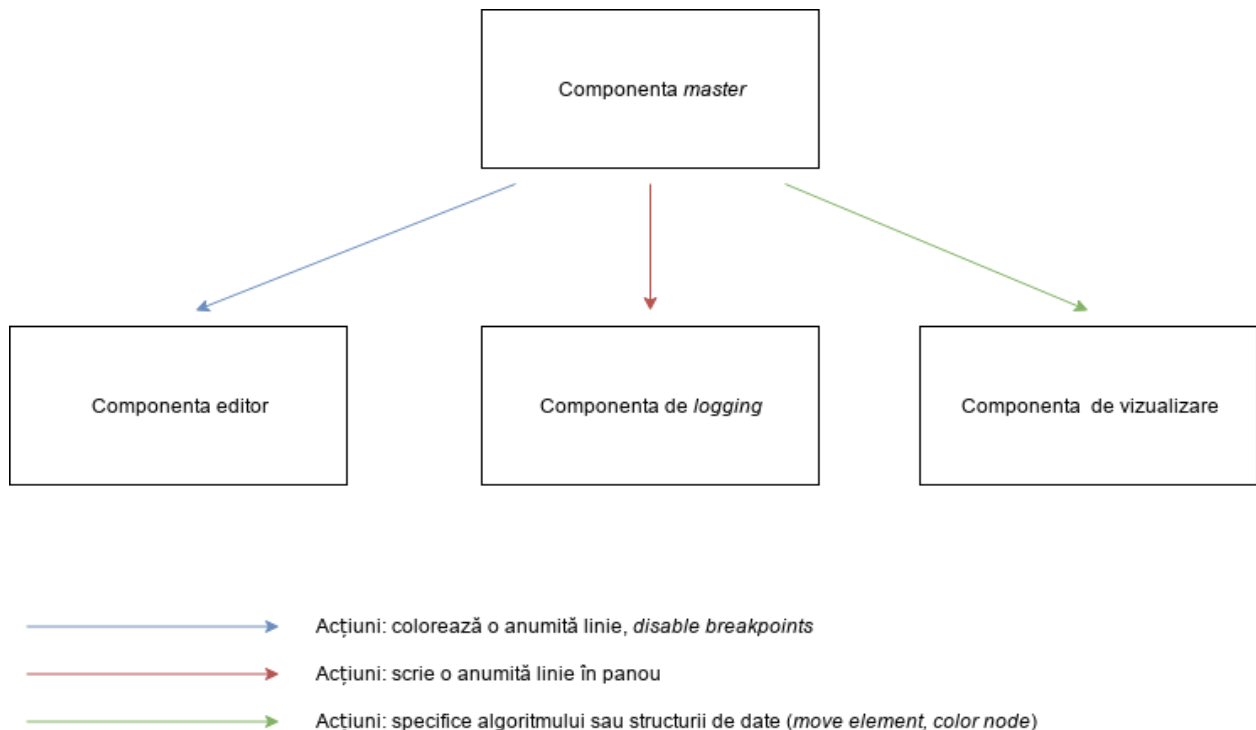 Componenta master
Componenta editor
Componenta de logging
Componenta de vizualizare
Acțiuni: colorează o anumită linie, disable breakpoints
Acțiuni: scrie o anumită linie în panou
Acțiuni: specifice algoritmului sau structurii de date (move element, color node)